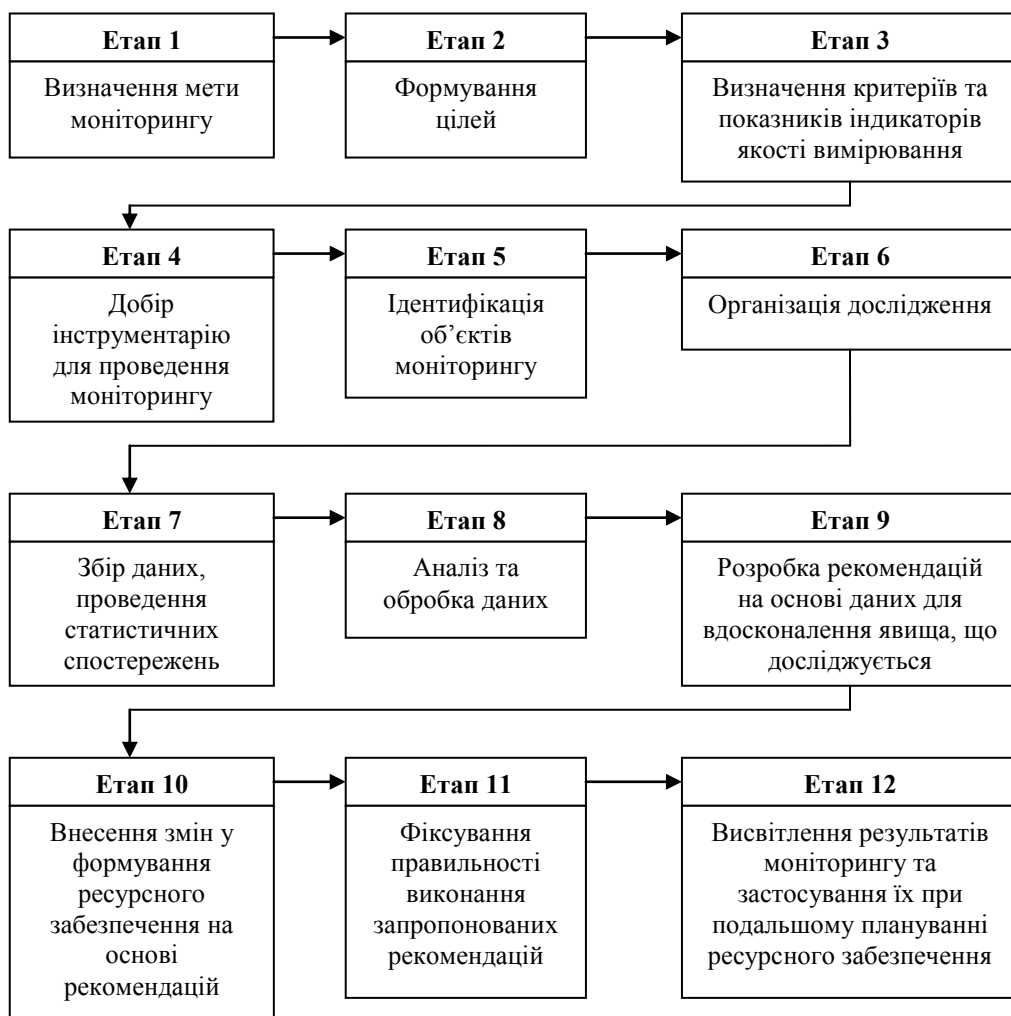 Етап 1
Визначення мети
моніторингу
Етап 2
Формування
цілей
Етап 3
Визначення критеріїв та
показників індикаторів
якості вимірювання
Етап 4
Добір
інструментарію
для проведення
моніторингу
Етап 5
Ідентифікація
об’єктів
моніторингу
Етап 6
Організація дослідження
Етап 7
Збір даних,
проведення
статистичних
спостережень
Етап 8
Аналіз та
обробка даних
Етап 9
Розробка рекомендацій
на основі даних для
вдосконалення явища, що
досліджується
Етап 10
Внесення змін у
формування
ресурсного
забезпечення на
основі
рекомендацій
Етап 11
Фіксування
правильності
виконання
запропонованих
рекомендацій
Етап 12
Висвітлення результатів
моніторингу та
застосування їх при
подальшому плануванні
ресурсного забезпечення